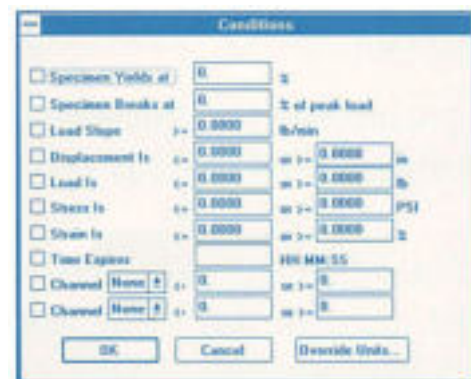 Conditions
Specimen Yields at 0. %
Specimen Breaks at 0. % of peak load
Load Slope >= 0.0000 lb/min
Displacement Is <= 0.0000 or >= 0.0000 in
Load Is <= 0.0000 or >= 0.0000 lb
Stress Is <= 0.0000 or >= 0.0000 PSI
Strain Is <= 0.0000 or >= 0.0000 %
Time Expires HH:MM:SS
Channel None <= 0. or >= 0.
Channel None <= 0. or >= 0.
OK Cancel Override Units...